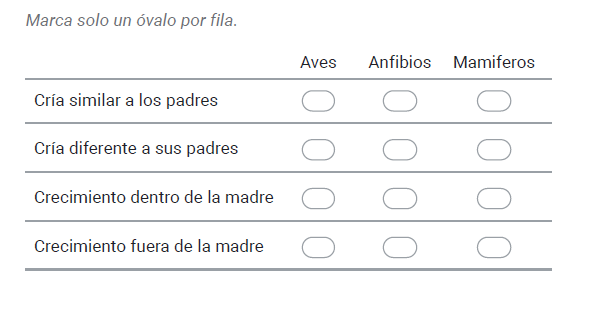 Marca solo un óvalo por fila.
Aves Anfibios Mamiferos
Cría similar a los padres
Cría diferente a sus padres
Crecimiento dentro de la madre
Crecimiento fuera de la madre